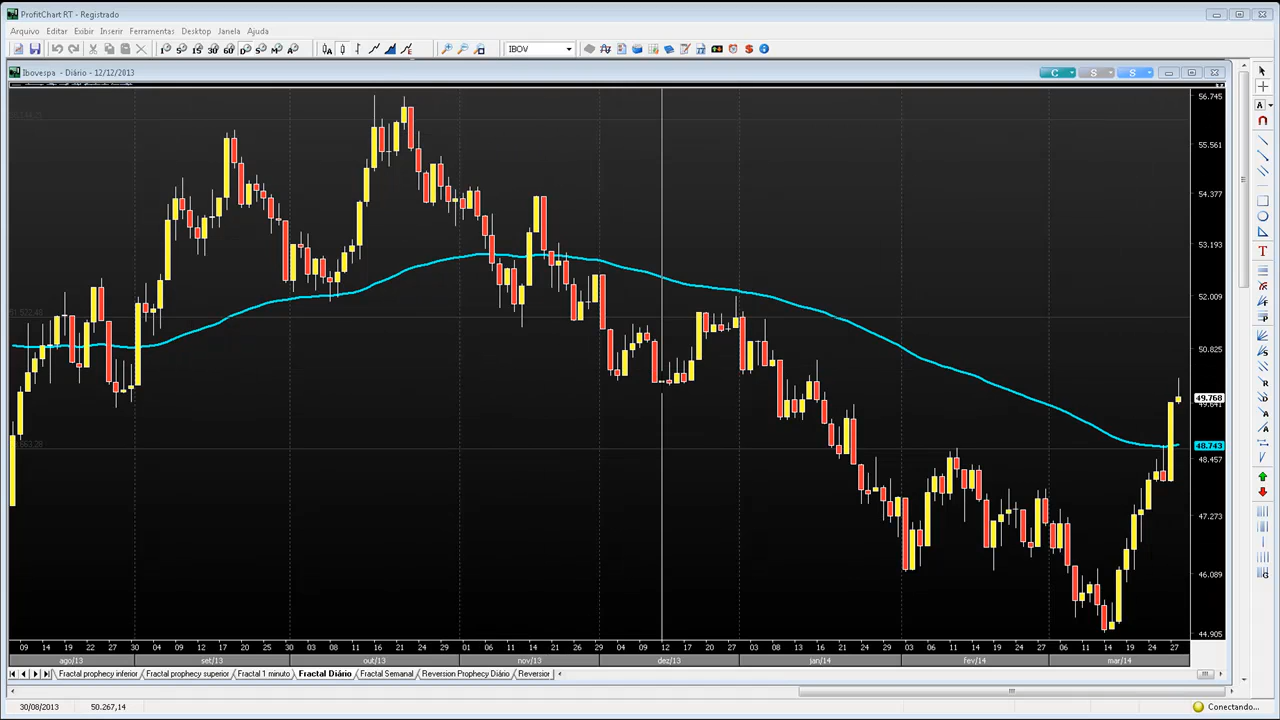 ProfitChart RT - Registrado
Arquivo Editar Exibir Inserir Ferramentas Desktop Janela Ajuda
IBOV
Ibovespa - Diário - 12/12/2013
C S S
56.745
55.561
54.377
53.193
52.009
50.825
49.768
48.743
48.457
47.273
46.089
44.905
09 14 19 22 27 30 04 09 12 17 20 25 30 03 08 11 16 21 24 29 01 06 11 14 19 22 27 02 05 10 12 17 20 27 03 08 13 16 21 24 29 03 06 11 14 19 24 27 06 11 14 19 24 27
ago/13 set/13 out/13 nov/13 dez/13 jan/14 fev/14 mar/14
Fractal prophecy inferior Fractal prophecy superior Fractal 1 minuto Fractal Diário Fractal Semanal Reversion Prophecy Diário Reversior
30/08/2013 50.267,14 Conectando...